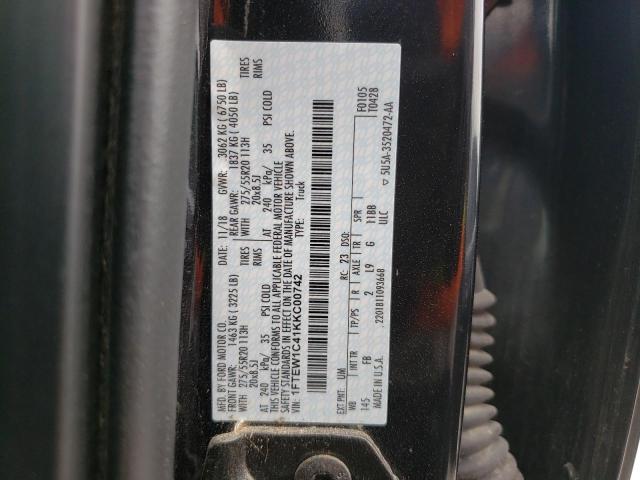 MFD. BY FORD MOTOR CO. DATE: 11/18 GVWR: 3062 KG ( 6750 LB)
FRONT GAWR: 1463 KG ( 3225 LB) REAR GAWR: 1837 KG ( 4050 LB)
WITH 275/55R20 113H TIRES WITH 275/55R20 113H TIRES
20x8.5J RIMS 20x8.5J RIMS
AT 240 kPa/ 35 PSI COLD AT 240 kPa/ 35 PSI COLD
THIS VEHICLE CONFORMS TO ALL APPLICABLE FEDERAL MOTOR VEHICLE
SAFETY STANDARDS IN EFFECT ON THE DATE OF MANUFACTURE SHOWN ABOVE.
VIN: 1FTEW1C41KKC00742 TYPE: Truck
F0105
T0428
EXT PNT: UM RC: 23 DSO:
WB INT TR TP/PS R AXLE TR SPR
145 FB 2 L9 G 11BB
ULC
5U5A-3520472-AA
MADE IN U.S.A. .2201811093668